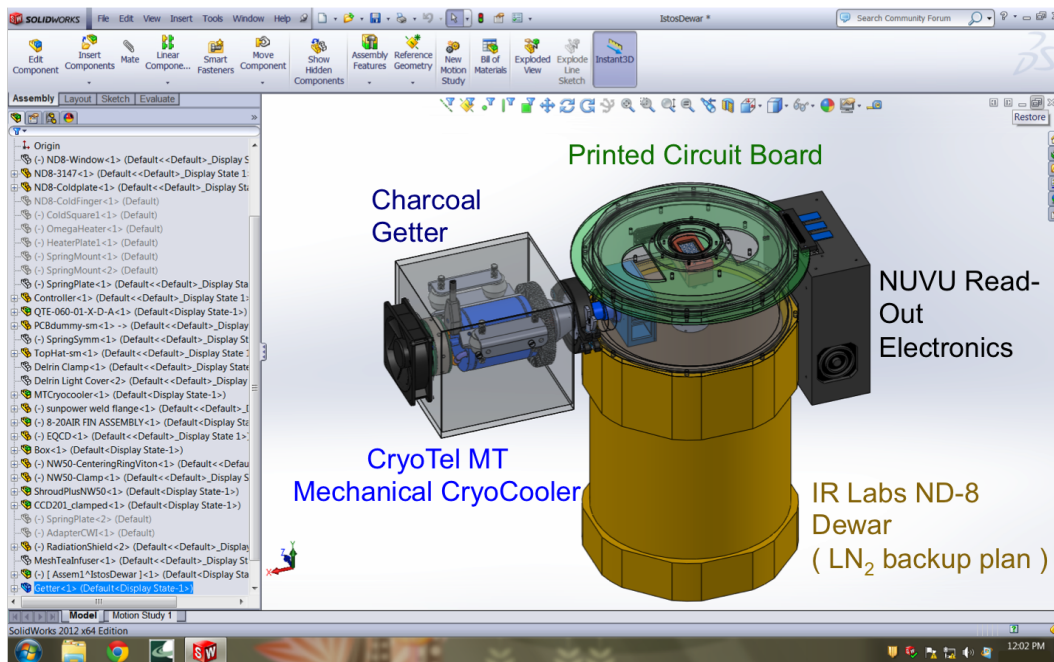 SOLIDWORKS File Edit View Insert Tools Window Help IstosDewar * Search Community Forum
Edit Component
Insert Components
Mate
Linear Compone...
Smart Fasteners
Move Component
Show Hidden Components
Assembly Features
Reference Geometry
New Motion Study
Bill of Materials
Exploded View
Explode Line Sketch
Instant3D
Assembly Layout Sketch Evaluate
Restore
Origin
(-) ND8-Window<1> (Default<<Default>_Display S
ND8-3147<1> (Default<<Default>_Display State 1
ND8-Coldplate<1> (Default<<Default>_Display Sta
ND8-ColdFinger<1> (Default)
(-) ColdSquare1<1> (Default)
(-) OmegaHeater<1> (Default)
(-) HeaterPlate1<1> (Default)
(-) SpringMount<1> (Default)
(-) SpringMount<2> (Default)
(-) SpringPlate<1> (Default<<Default>_Display Sta
Controller<1> (Default<<Default>_Display State 1>
QTE-060-01-X-D-A<1> (Default<Display State-1>)
PCBdummy-sm<1> -> (Default<<Default>_Display
(-) SpringSymm<1> (Default<<Default>_Display St
TopHat-sm<1> (Default<<Default>_Display State 1
Delrin Clamp<1> (Default<<Default>_Display State
Delrin Light Cover<2> (Default<<Default>_Display
MTCryocooler<1> (Default<Default_Display State-1>)
(-) sunpower weld flange<1> (Default<<Default>_
(-) 8-20AIR FIN ASSEMBLY<1> (Default<Display S
(-) EQCD<1> (Default<<Default>_Display State 1>
Box<1> (Default<Display State-1>)
(-) NW50-CenteringRingViton<1> (Default<<Defau
(-) NW50-Clamp<1> (Default<<Default>_Display S
ShroudPlusNW50<1> (Default<Display State-1>)
CCD201_clamped<1> (Default<Display State-1>)
(-) SpringPlate<2> (Default)
(-) AdapterCWI<1> (Default)
(-) RadiationShield<2> (Default<<Default>_Display
MeshTeaInfuser<1> (Default<<Default>_Display St
(-) [ Assem1^IstosDewar ]<1> (Default<Display Sta
Getter<1> (Default<Display State-1>)
Printed Circuit Board
Charcoal
Getter
NUVU Read-
Out
Electronics
CryoTel MT
Mechanical CryoCooler
IR Labs ND-8
Dewar
( LN₂ backup plan )
Y
Z
X
Model Motion Study 1
SolidWorks 2012 x64 Edition
12:02 PM